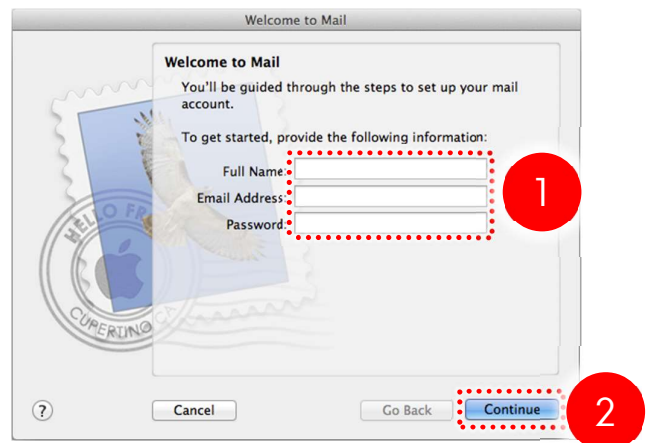 Welcome to Mail
Welcome to Mail
You'll be guided through the steps to set up your mail
account.
To get started, provide the following information:
Full Name:
Email Address:
Password:
1
HELLO FR
CUPERTINO CA
?
Cancel
Go Back
Continue
2